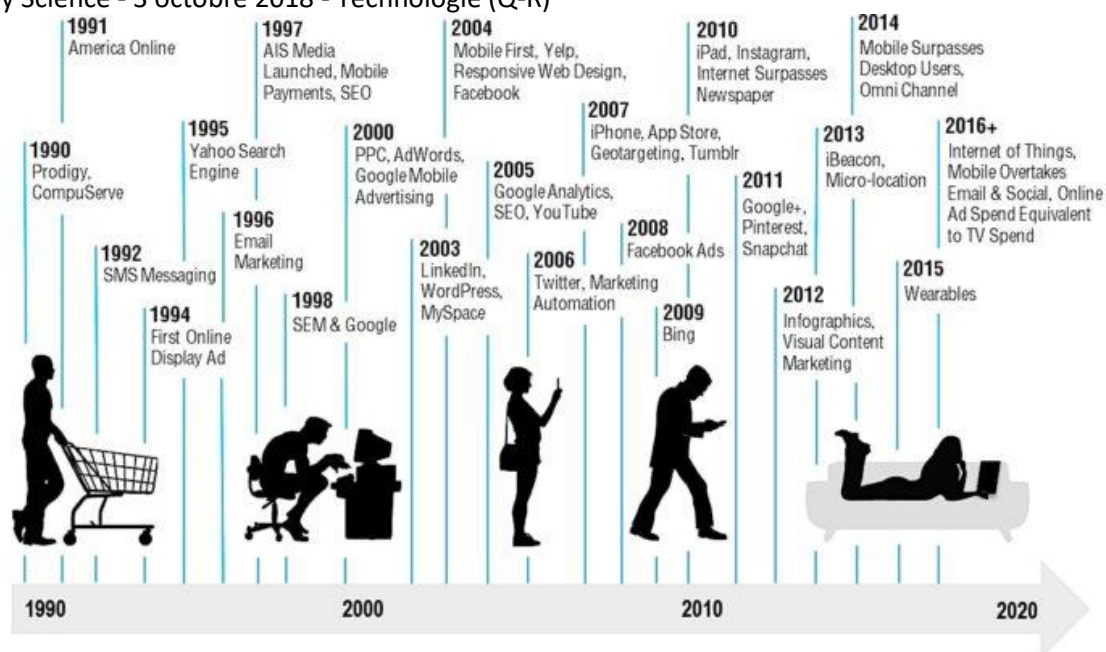 y Science - 3 octobre 2018 - Technologie (Q-R)
1991
America Online
1997
AIS Media
Launched, Mobile
Payments, SEO
2004
Mobile First, Yelp,
Responsive Web Design,
Facebook
2010
iPad, Instagram,
Internet Surpasses
Newspaper
2014
Mobile Surpasses
Desktop Users,
Omni Channel
1990
Prodigy,
CompuServe
1995
Yahoo Search
Engine
2000
PPC, AdWords,
Google Mobile
Advertising
2005
Google Analytics,
SEO, YouTube
2007
iPhone, App Store,
Geotargeting, Tumblr
2011
Google+,
Pinterest,
Snapchat
2013
iBeacon,
Micro-location
2016+
Internet of Things,
Mobile Overtakes
Email & Social, Online
Ad Spend Equivalent
to TV Spend
1992
SMS Messaging
1996
Email
Marketing
2003
LinkedIn,
WordPress,
MySpace
2006
Twitter, Marketing
Automation
2008
Facebook Ads
2015
Wearables
1994
First Online
Display Ad
1998
SEM & Google
2009
Bing
2012
Infographics,
Visual Content
Marketing
1990
2000
2010
2020